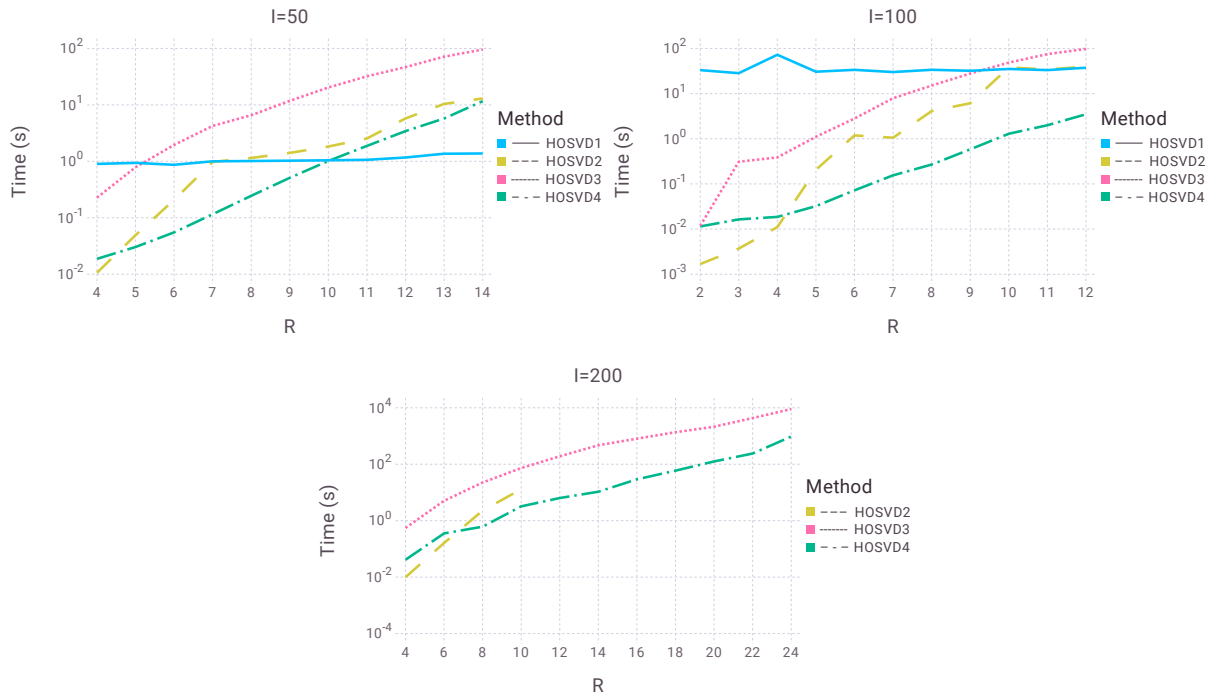 I=50
Time (s)
10^2
10^1
10^0
10^-1
10^-2
4 5 6 7 8 9 10 11 12 13 14
R
Method
HOSVD1
HOSVD2
HOSVD3
HOSVD4
I=100
Time (s)
10^2
10^1
10^0
10^-1
10^-2
10^-3
2 3 4 5 6 7 8 9 10 11 12
R
Method
HOSVD1
HOSVD2
HOSVD3
HOSVD4
I=200
Time (s)
10^4
10^2
10^0
10^-2
10^-4
4 6 8 10 12 14 16 18 20 22 24
R
Method
HOSVD2
HOSVD3
HOSVD4